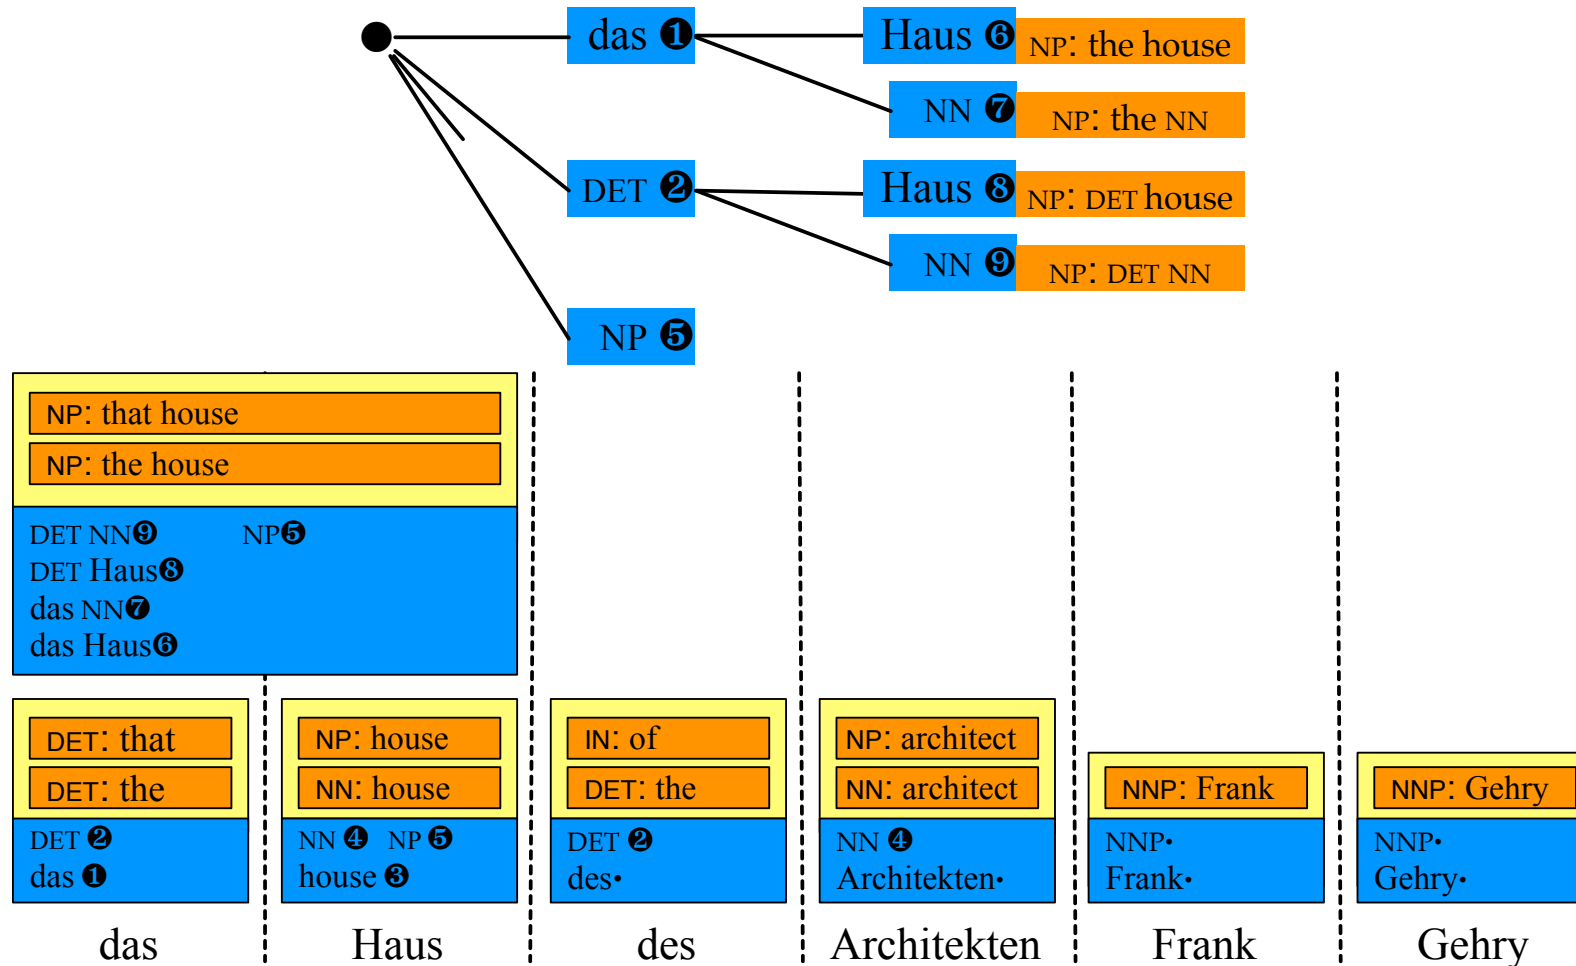 das ❶ Haus ❻ NP: the house
NN ❼ NP: the NN
DET ❷ Haus ❽ NP: DET house
NN ❾ NP: DET NN
NP ❺
NP: that house
NP: the house
DET NN❾ NP❺
DET Haus❽
das NN❼
das Haus❻
DET: that
DET: the
DET ❷
das ❶
NP: house
NN: house
NN ❹ NP ❺
house ❸
IN: of
DET: the
DET ❷
des•
NP: architect
NN: architect
NN ❹
Architekten•
NNP: Frank
NNP•
Frank•
NNP: Gehry
NNP•
Gehry•
das Haus des Architekten Frank Gehry